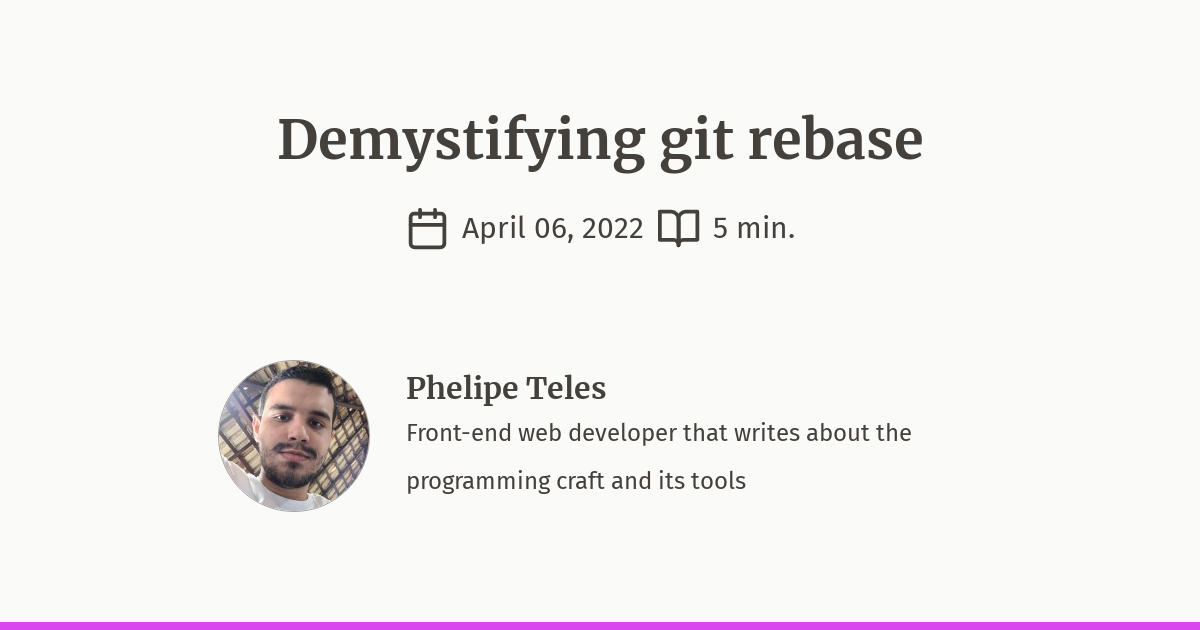 Demystifying git rebase
April 06, 2022 5 min.
Phelipe Teles
Front-end web developer that writes about the
programming craft and its tools